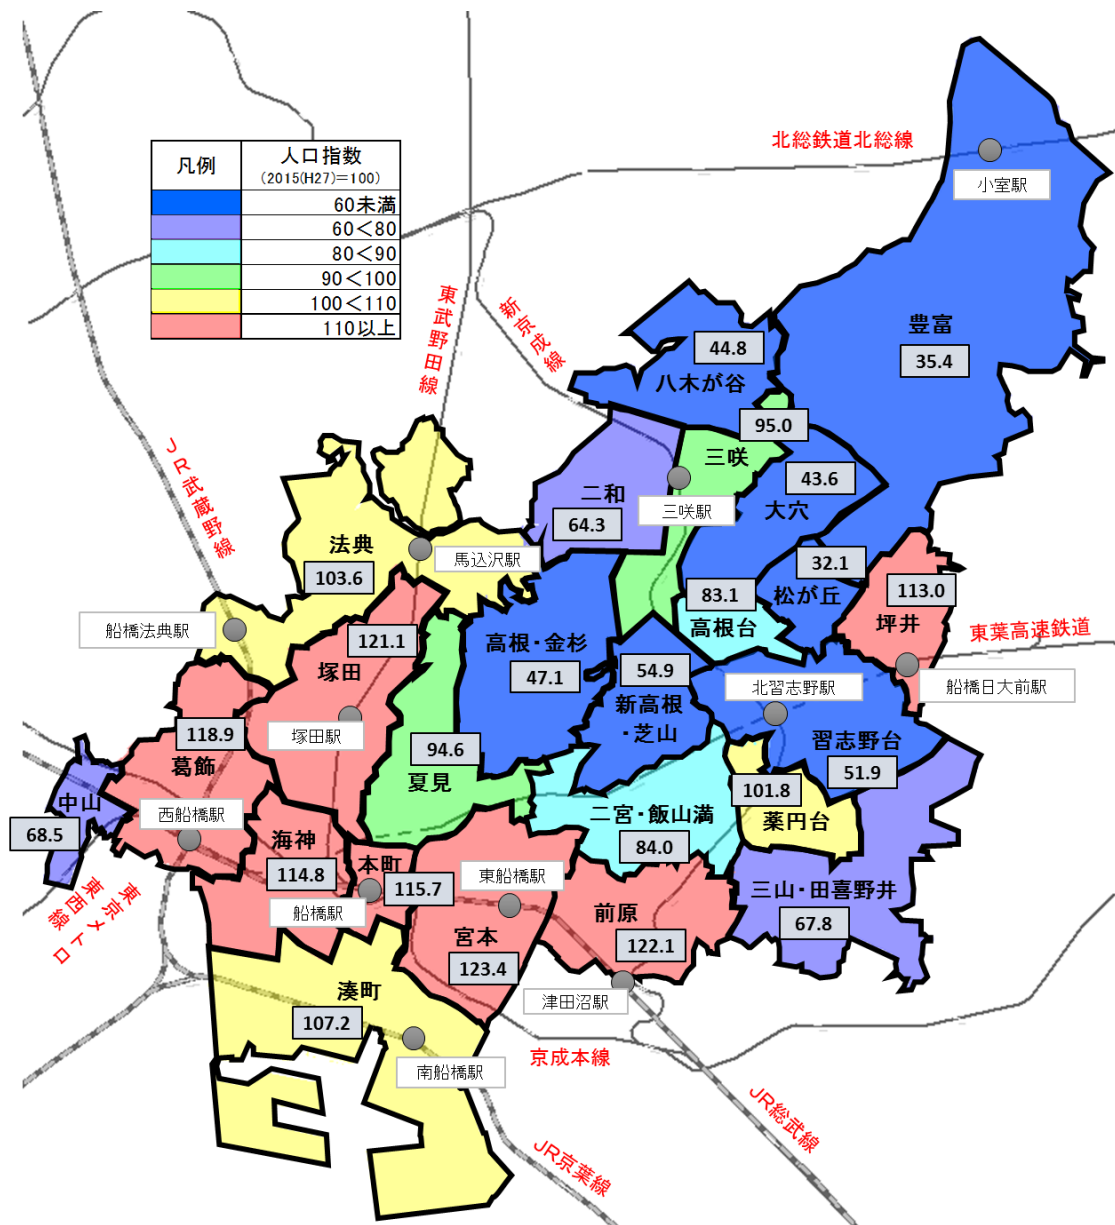 北総鉄道北総線
小室駅
凡例
人口指数
(2015(H27)=100)
60未満
60<80
80<90
90<100
100<110
110以上
東武野田線
新京成線
JR武蔵野線
豊富
35.4
44.8
八木が谷
95.0
三咲
43.6
大穴
二和
64.3
三咲駅
法典
103.6
馬込沢駅
32.1
松が丘
113.0
坪井
83.1
高根台
東葉高速鉄道
船橋法典駅
121.1
塚田
高根・金杉
47.1
54.9
新高根
・芝山
北習志野駅
船橋日大前駅
塚田駅
118.9
葛飾
94.6
夏見
習志野台
51.9
101.8
薬円台
中山
68.5
西船橋駅
海神
114.8
二宮・飯山満
84.0
本町
115.7
東船橋駅
三山・田喜野井
67.8
東京メトロ
東西線
船橋駅
宮本
123.4
前原
122.1
湊町
107.2
津田沼駅
京成本線
南船橋駅
JR総武線
JR京葉線